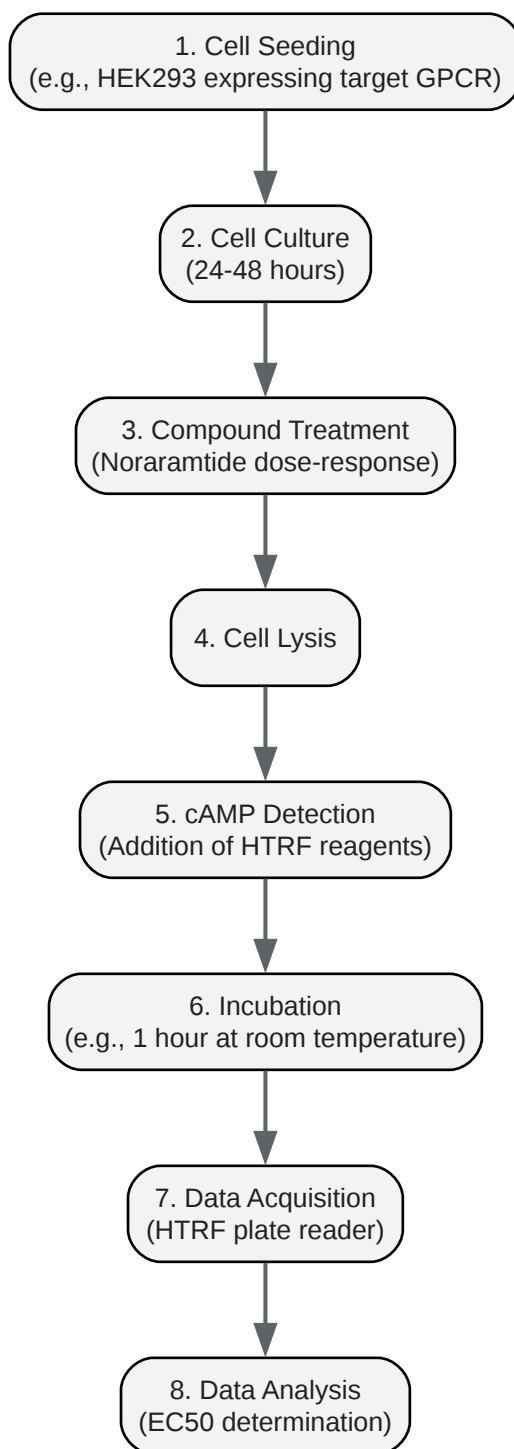 1. Cell Seeding
(e.g., HEK293 expressing target GPCR)
2. Cell Culture
(24-48 hours)
3. Compound Treatment
(Noraramtide dose-response)
4. Cell Lysis
5. cAMP Detection
(Addition of HTRF reagents)
6. Incubation
(e.g., 1 hour at room temperature)
7. Data Acquisition
(HTRF plate reader)
8. Data Analysis
(EC50 determination)